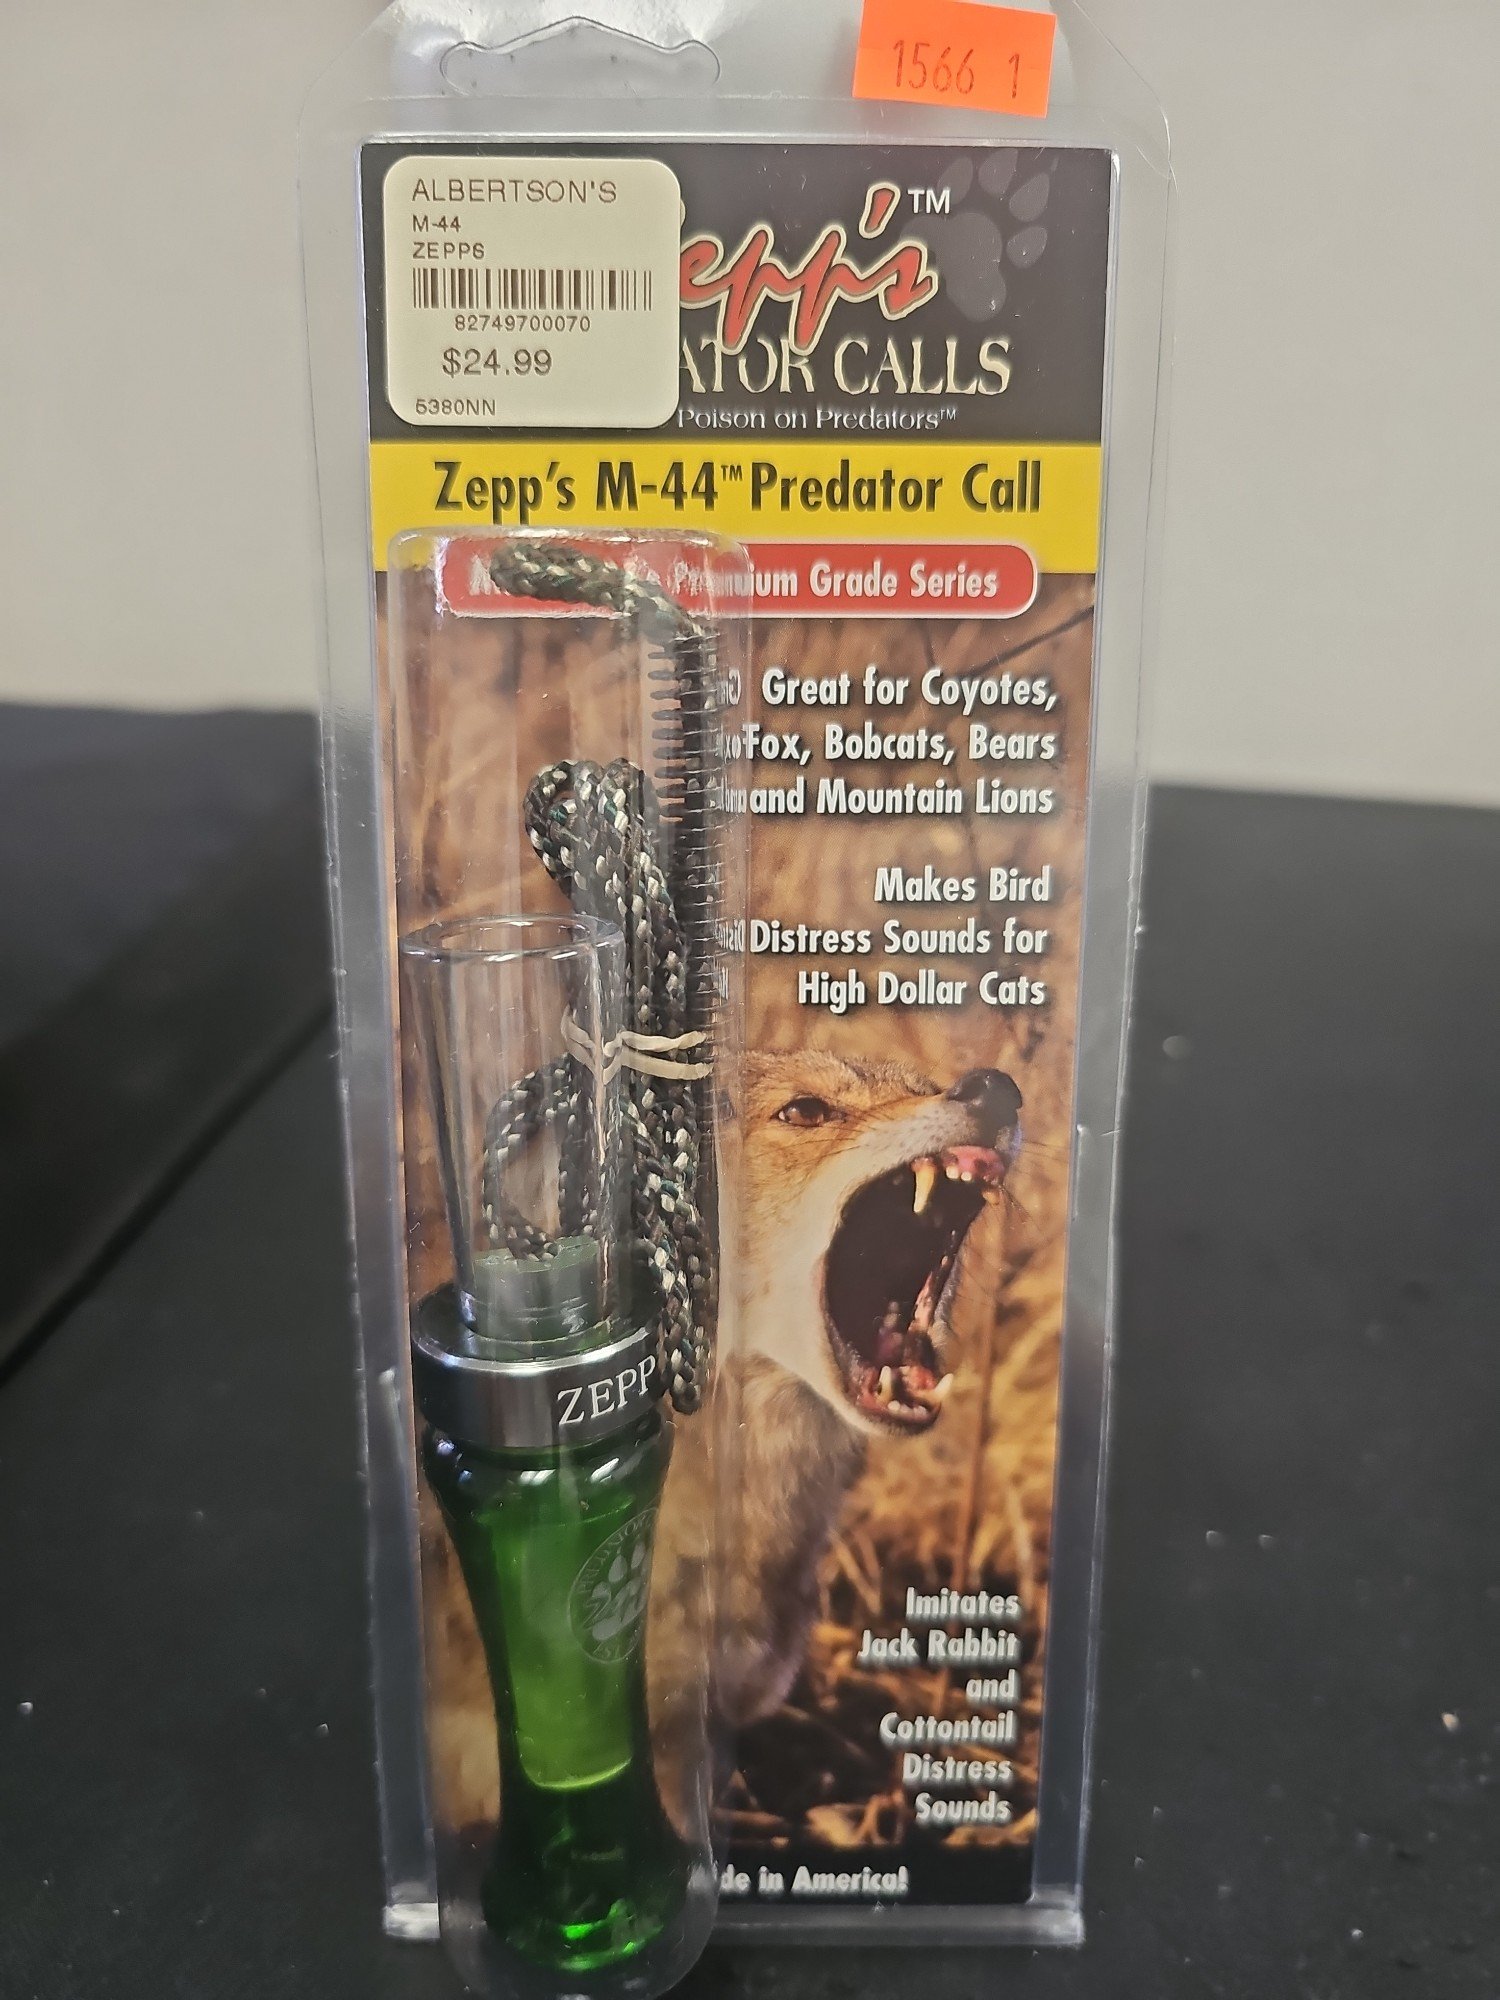 1566 1
ALBERTSON'S
M-44
ZEPPS
82749700070
$24.99
5380NN
epp's™
ATOR CALLS
Poison on Predators™
Zepp's M-44™ Predator Call
Premium Grade Series
Great for Coyotes,
Fox, Bobcats, Bears
and Mountain Lions
Makes Bird
Distress Sounds for
High Dollar Cats
ZEPP
Imitates
Jack Rabbit
and
Cottontail
Distress
Sounds
de in America!